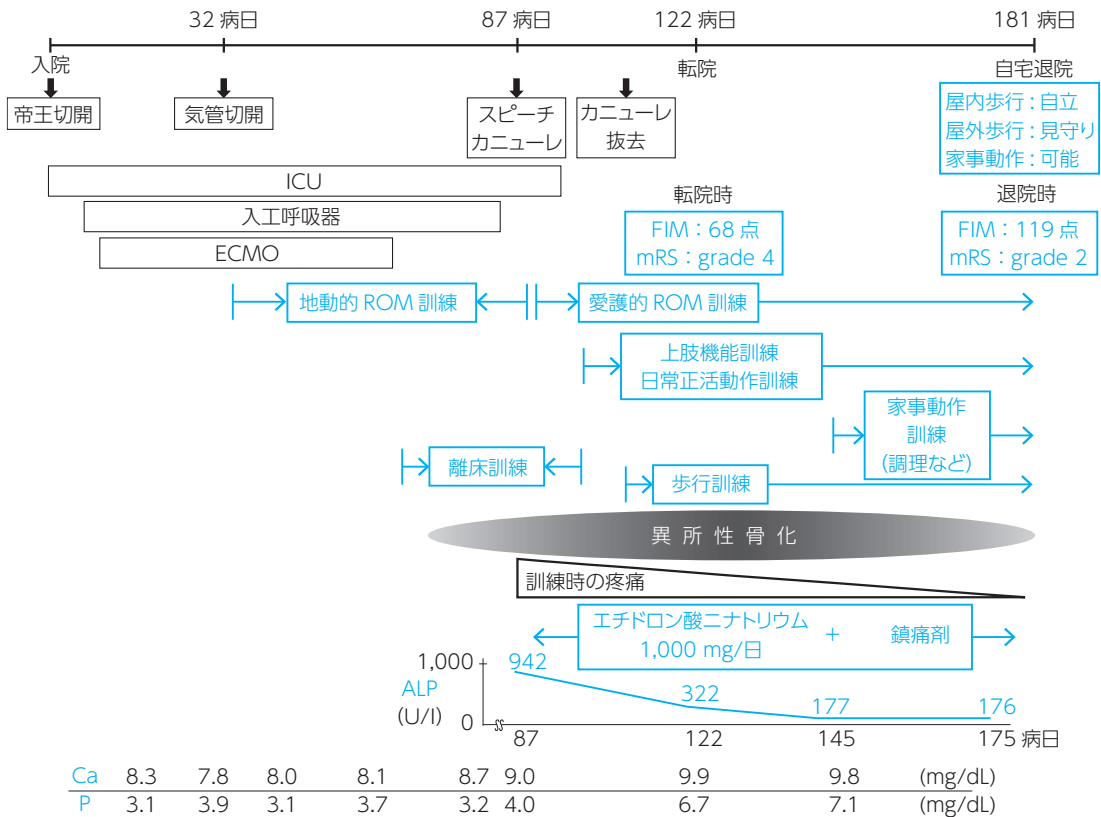 32 病日 87 病日 122 病日 181 病日
入院 転院 自宅退院
帝王切開
気管切開
スピーチ
カニューレ
カニューレ
抜去
屋内歩行：自立
屋外歩行：見守り
家事動作：可能
ICU
入工呼吸器
ECMO
転院時
FIM：68 点
mRS：grade 4
退院時
FIM：119 点
mRS：grade 2
地動的 ROM 訓練
愛護的 ROM 訓練
上肢機能訓練
日常正活動作訓練
家事動作
訓練
(調理など)
離床訓練
歩行訓練
異所性骨化
訓練時の疼痛
エチドロン酸ニナトリウム + 鎮痛剤
1,000 mg/日
1,000
ALP
(U/l) 0
942 322 177 176
87 122 145 175 病日
Ca 8.3 7.8 8.0 8.1 8.7 9.0 9.9 9.8 (mg/dL)
P 3.1 3.9 3.1 3.7 3.2 4.0 6.7 7.1 (mg/dL)